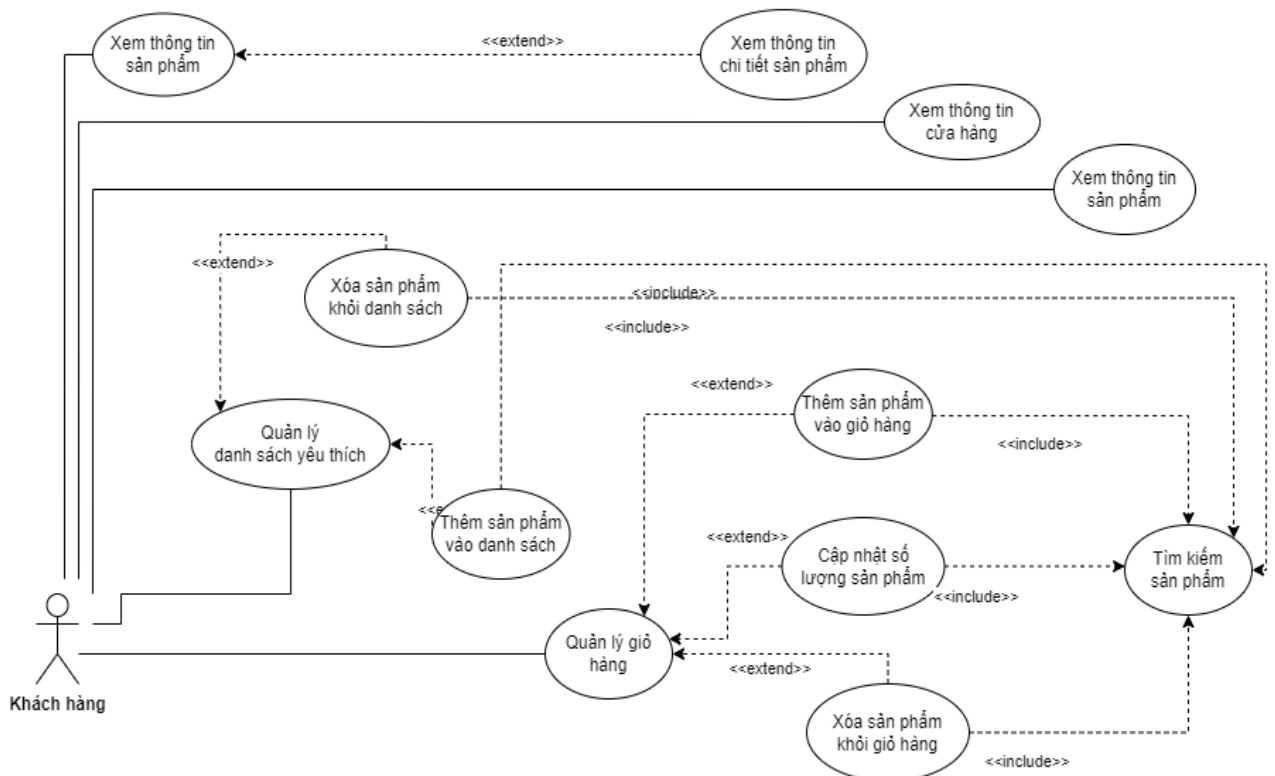 Xem thông tin
sản phẩm
<<extend>>
Xem thông tin
chi tiết sản phẩm
Xem thông tin
cửa hàng
Xem thông tin
sản phẩm
<<extend>>
Xóa sản phẩm
khỏi danh sách
<<include>>
<<include>>
<<extend>>
Thêm sản phẩm
vào giỏ hàng
<<include>>
Quản lý
danh sách yêu thích
Thêm sản phẩm
vào danh sách
<<extend>>
Cập nhật số
lượng sản phẩm
<<include>>
Tìm kiếm
sản phẩm
Quản lý giỏ
hàng
<<extend>>
Xóa sản phẩm
khỏi giỏ hàng
<<include>>
Khách hàng